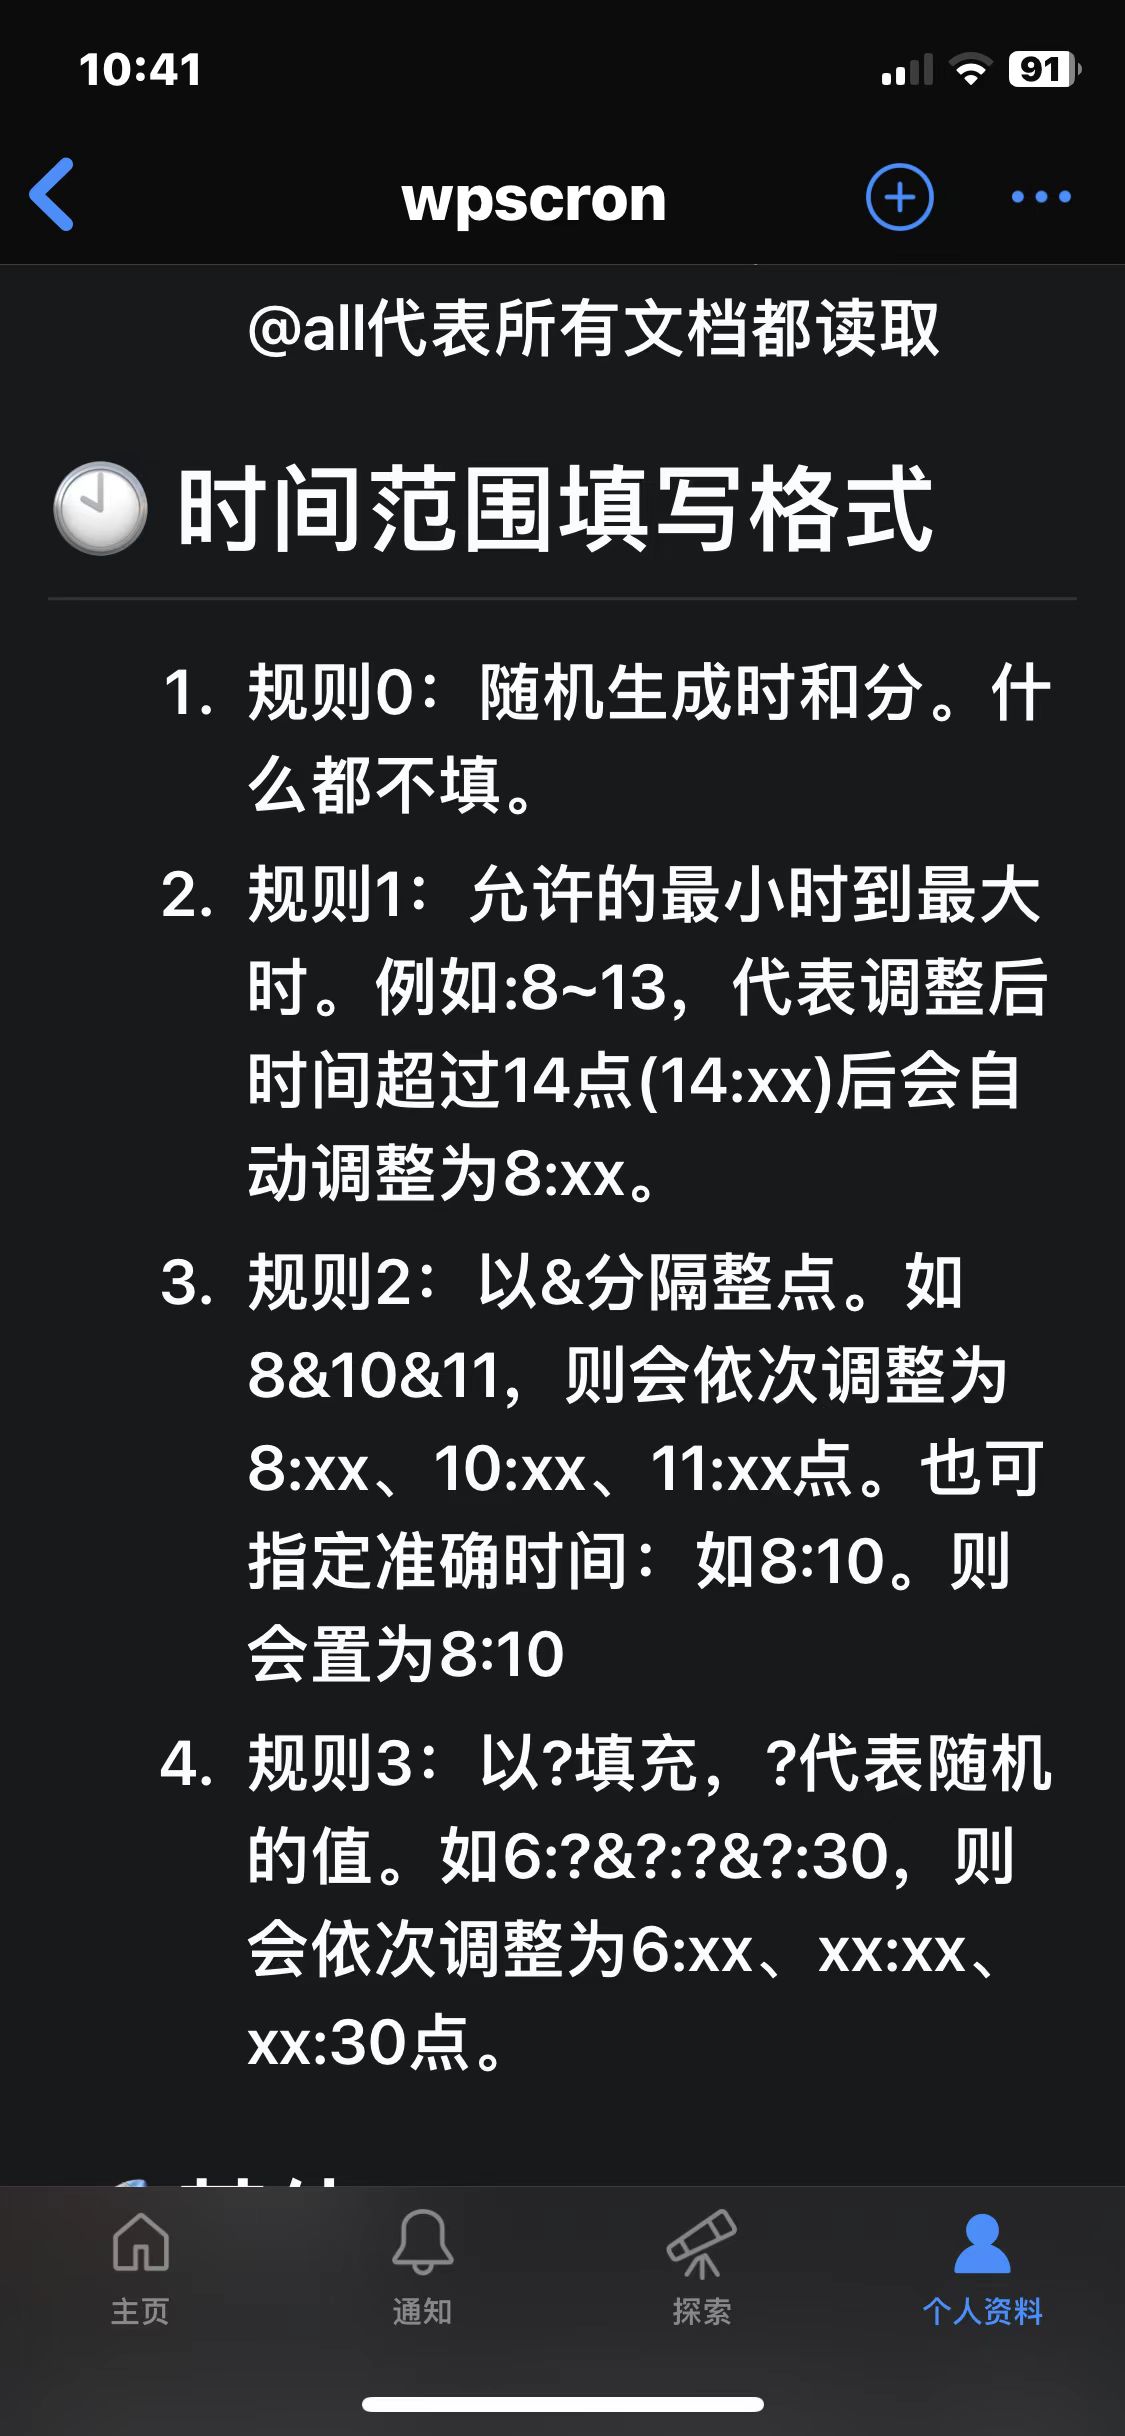 10:41
91
wpscron
@all代表所有文档都读取
时间范围填写格式
1. 规则0：随机生成时和分。什
么都不填。
2. 规则1：允许的最小时到最大
时。例如:8~13，代表调整后
时间超过14点(14:xx)后会自
动调整为8:xx。
3. 规则2：以&分隔整点。如
8&10&11，则会依次调整为
8:xx、10:xx、11:xx点。也可
指定准确时间：如8:10。则
会置为8:10
4. 规则3：以?填充，?代表随机
的值。如6:?&?:?&?:30，则
会依次调整为6:xx、xx:xx、
xx:30点。
主页
通知
探索
个人资料